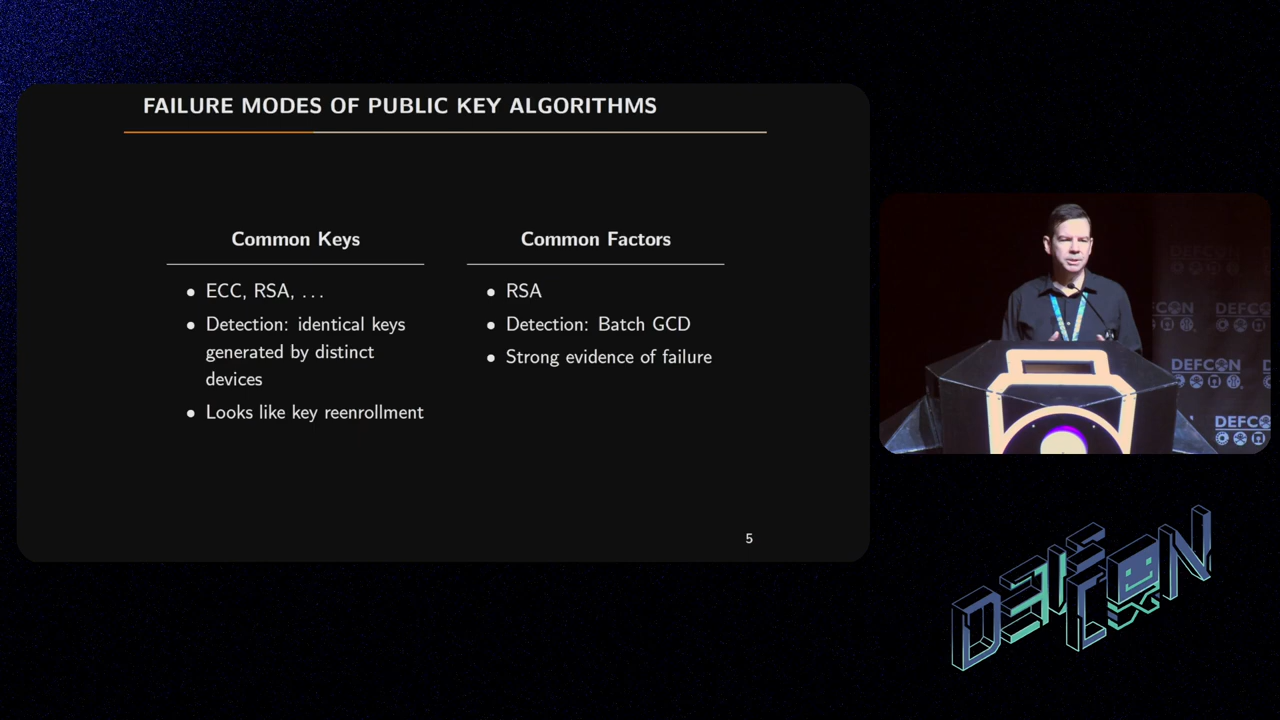 FAILURE MODES OF PUBLIC KEY ALGORITHMS
Common Keys
• ECC, RSA, ...
• Detection: identical keys
generated by distinct
devices
• Looks like key reenrollment
Common Factors
• RSA
• Detection: Batch GCD
• Strong evidence of failure
5
DEFCON
DEFCON
DEFCON
DEFCON